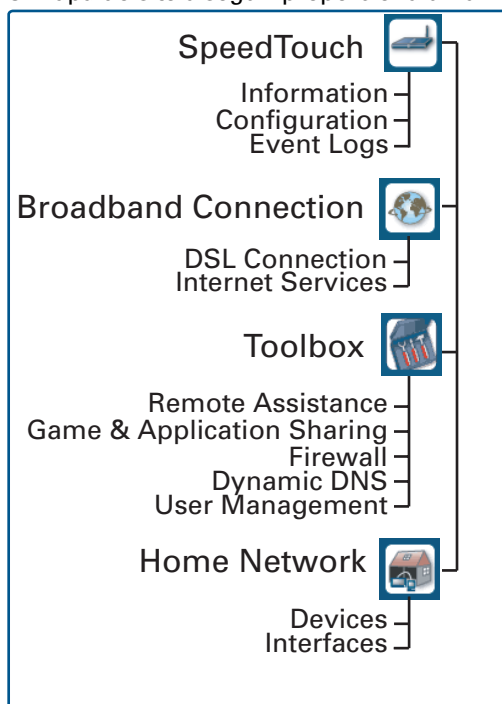 SpeedTouch
Information
Configuration
Event Logs
Broadband Connection
DSL Connection
Internet Services
Toolbox
Remote Assistance
Game & Application Sharing
Firewall
Dynamic DNS
User Management
Home Network
Devices
Interfaces